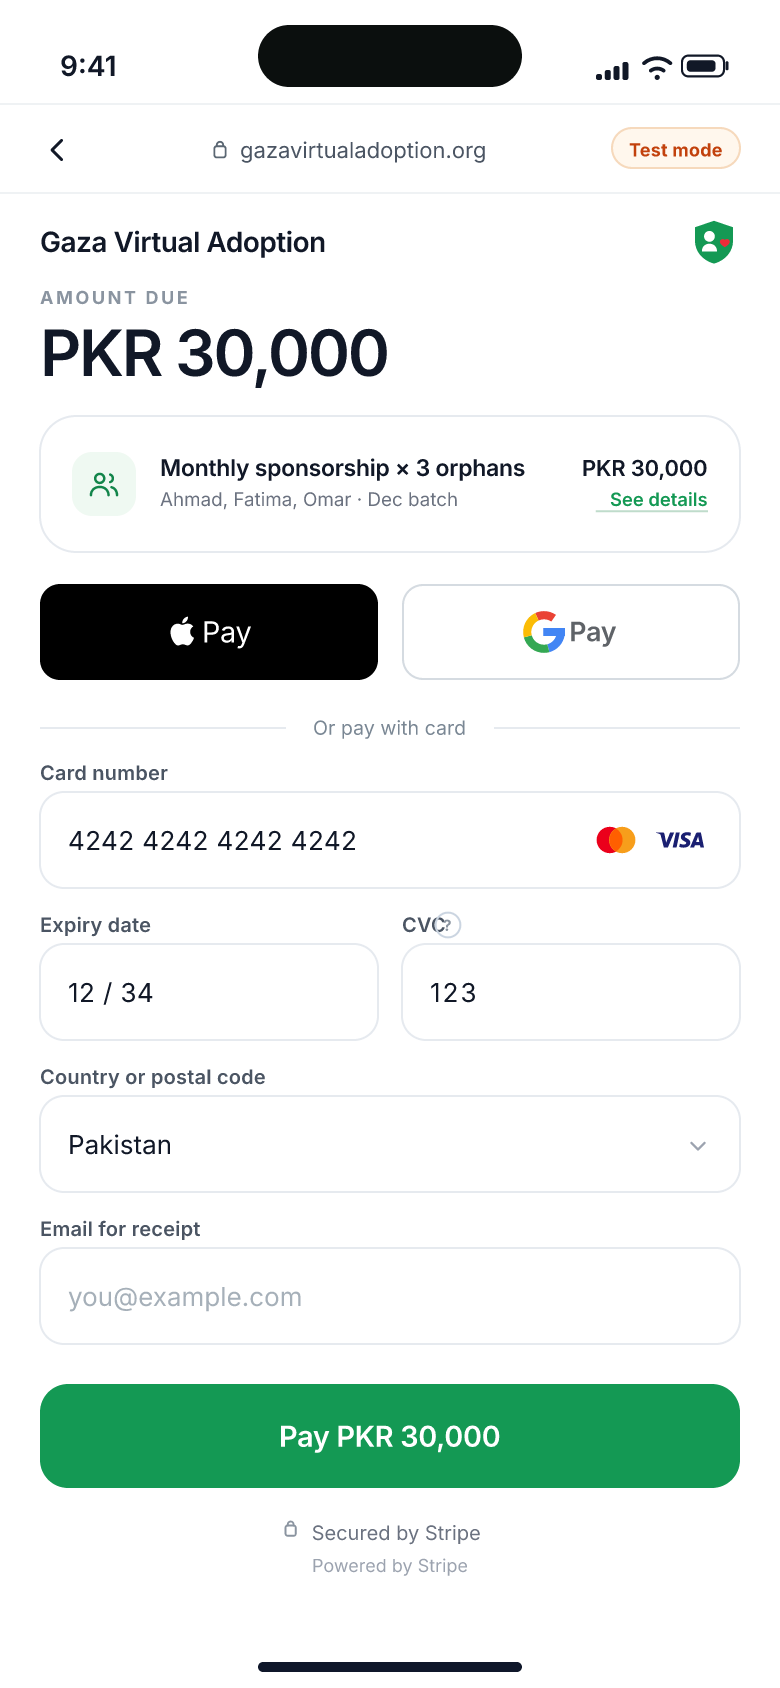 9:41
gazavirtualadoption.org
Test mode
Gaza Virtual Adoption
AMOUNT DUE
PKR 30,000
Monthly sponsorship × 3 orphans
PKR 30,000
Ahmad, Fatima, Omar · Dec batch
See details
Pay
G Pay
Or pay with card
Card number
4242 4242 4242 4242
VISA
Expiry date
CVC ?
12 / 34
123
Country or postal code
Pakistan
Email for receipt
you@example.com
Pay PKR 30,000
Secured by Stripe
Powered by Stripe